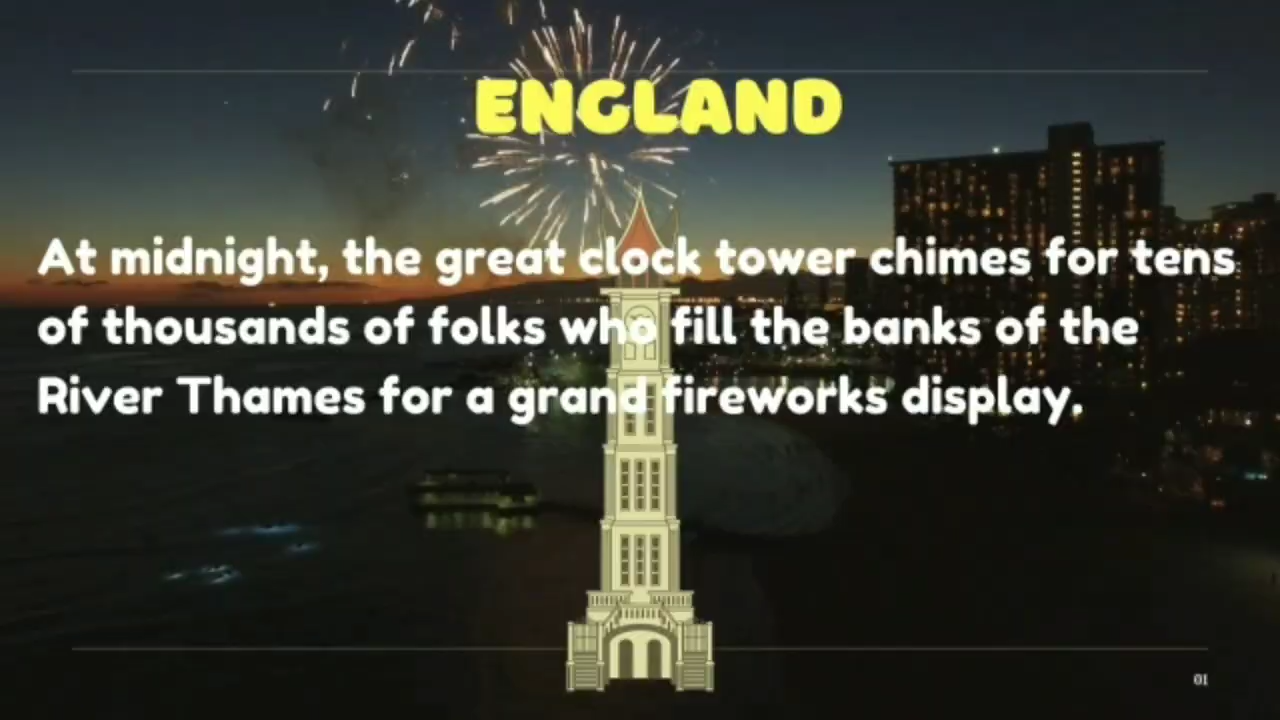 ENGLAND
At midnight, the great clock tower chimes for tens
of thousands of folks who fill the banks of the
River Thames for a grand fireworks display.
01